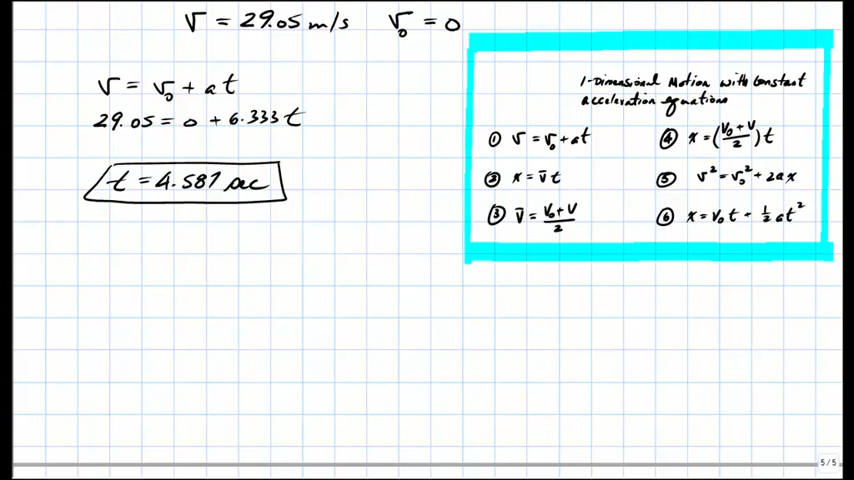 v = 29.05 m/s v₀ = 0
v = v₀ + at
29.05 = 0 + 6.333 t
t = 4.587 sec
1-Dimensional Motion with constant
acceleration equations
① v = v₀ + at
② x = v̄ t
③ v̄ = (v₀ + v)/2
④ x = ((v₀ + v)/2) t
⑤ v² = v₀² + 2ax
⑥ x = v₀t + ½ at²
5/5